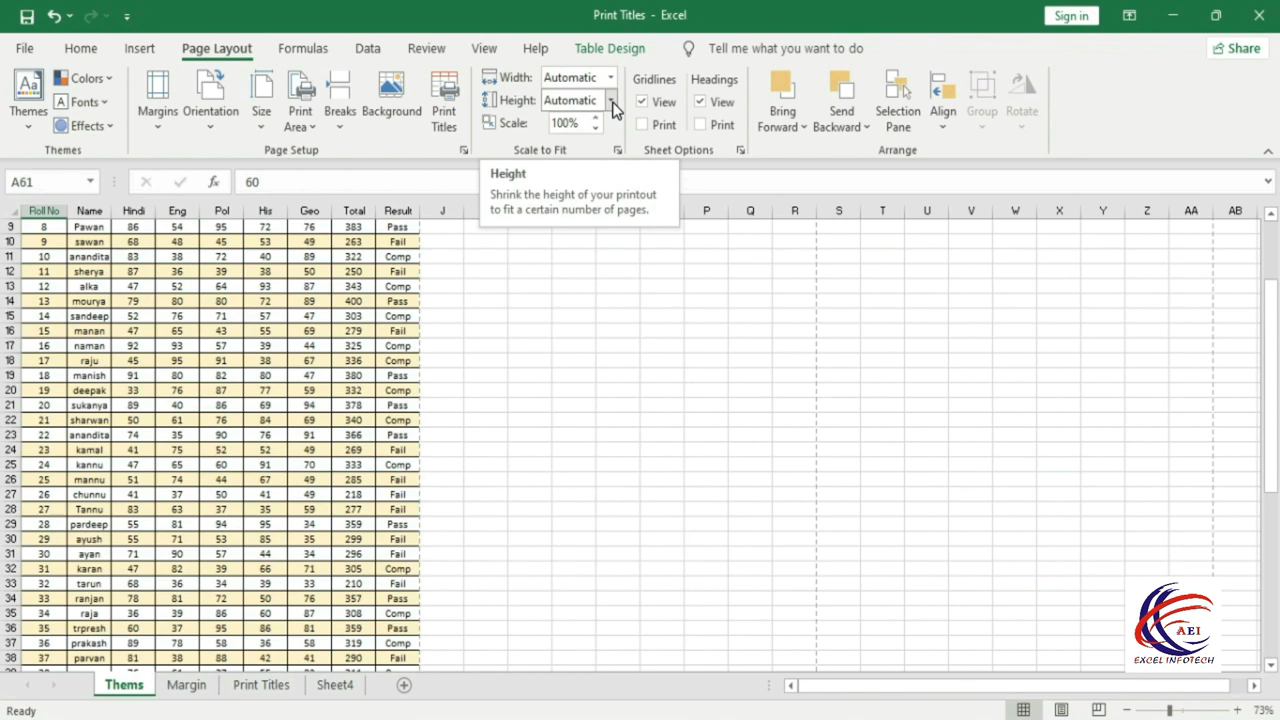 Print Titles - Excel
Sign in
File Home Insert Page Layout Formulas Data Review View Help Table Design Tell me what you want to do Share
Themes
Colors
Fonts
Effects
Themes
Margins Orientation Size Print Area Breaks Background Print Titles
Page Setup
Width: Automatic
Height: Automatic
Scale: 100%
Scale to Fit
Gridlines Headings
View View
Print Print
Sheet Options
Bring Forward Send Backward Selection Pane Align Group Rotate
Arrange
A61 fx 60
Height
Shrink the height of your printout
to fit a certain number of pages.
Roll No Name Hindi Eng Pol His Geo Total Result J P Q R S T U V W X Y Z AA AB
9 8 Pawan 86 54 95 72 76 383 Pass
10 9 sawan 68 48 45 53 49 263 Fail
11 10 anandita 83 38 72 40 89 322 Comp
12 11 sherya 87 36 39 38 50 250 Fail
13 12 alka 47 52 64 93 87 343 Comp
14 13 mourya 79 80 80 72 89 400 Pass
15 14 sandeep 52 76 71 57 47 303 Comp
16 15 manan 47 65 43 55 69 279 Fail
17 16 naman 92 93 57 39 44 325 Comp
18 17 raju 45 95 91 38 67 336 Comp
19 18 manish 91 80 82 80 47 380 Pass
20 19 deepak 33 76 87 77 59 332 Comp
21 20 sukanya 89 40 86 69 94 378 Pass
22 21 sharwan 50 61 76 84 69 340 Comp
23 22 anandita 74 35 90 76 91 366 Pass
24 23 kamal 41 75 52 52 49 269 Fail
25 24 kannu 47 65 60 91 70 333 Comp
26 25 mannu 51 74 44 67 49 285 Fail
27 26 chunnu 41 37 50 41 49 218 Fail
28 27 Tannu 83 63 37 35 59 277 Fail
29 28 pardeep 55 81 94 95 34 359 Pass
30 29 ayush 55 71 53 85 35 299 Fail
31 30 ayan 71 90 57 44 34 296 Fail
32 31 karan 47 82 39 66 71 305 Comp
33 32 tarun 68 36 34 39 33 210 Fail
34 33 ranjan 78 81 72 50 76 357 Pass
35 34 raja 36 39 86 60 87 308 Comp
36 35 trpresh 60 37 95 86 81 359 Pass
37 36 prakash 89 78 58 36 58 319 Comp
38 37 parvan 81 38 88 42 41 290 Fail
AEI
EXCEL INFOTECH
Thems Margin Print Titles Sheet4
Ready 73%